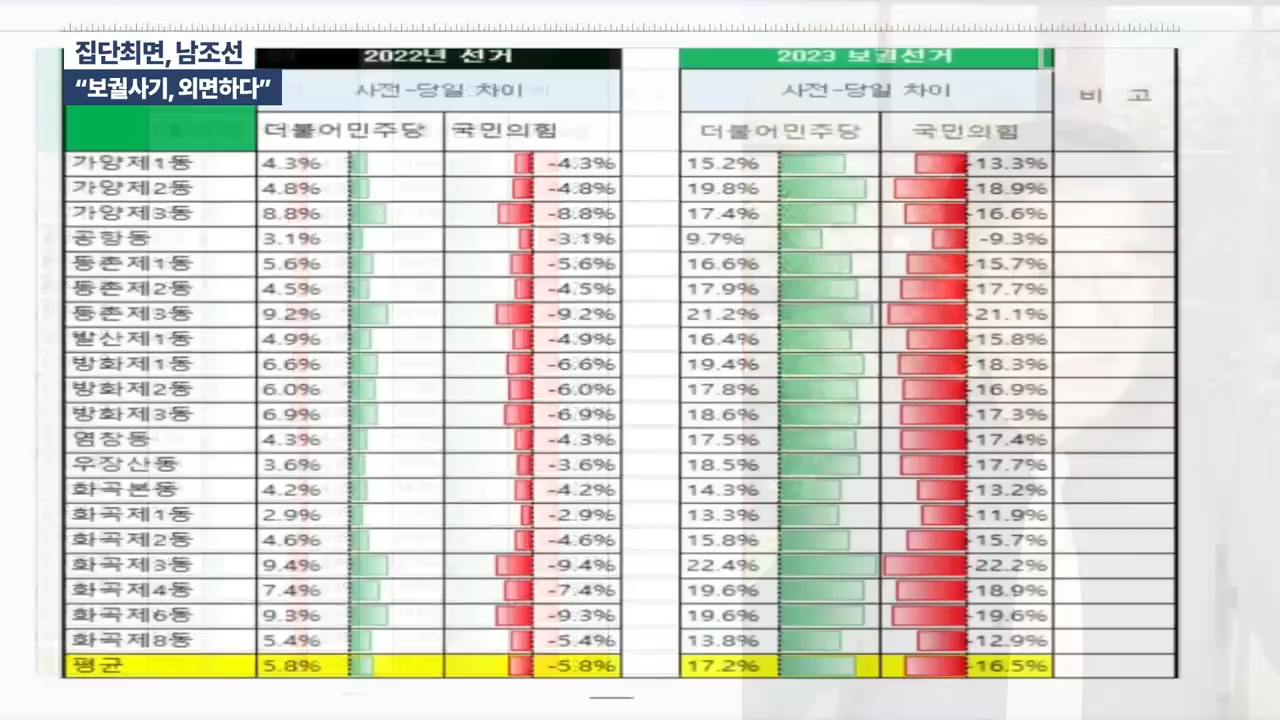 집단최면, 남조선
“보궐사기, 외면하다”
2022년 선거 2023 보궐선거
사전-당일 차이 사전-당일 차이 비 고
더불어민주당 국민의힘 더불어민주당 국민의힘
가양제1동 4.3% -4.3% 15.2% -13.3%
가양제2동 4.8% -4.8% 19.8% -18.9%
가양제3동 8.8% -8.8% 17.4% -16.6%
공항동 3.1% -3.1% 9.7% -9.3%
등촌제1동 5.6% -5.6% 16.6% -15.7%
등촌제2동 4.5% -4.5% 17.9% -17.7%
등촌제3동 9.2% -9.2% 21.2% -21.1%
발산제1동 4.9% -4.9% 16.4% -15.8%
방화제1동 6.6% -6.6% 19.4% -18.3%
방화제2동 6.0% -6.0% 17.8% -16.9%
방화제3동 6.9% -6.9% 18.6% -17.3%
염창동 4.3% -4.3% 17.5% -17.4%
우장산동 3.6% -3.6% 18.5% -17.7%
화곡본동 4.2% -4.2% 14.3% -13.2%
화곡제1동 2.9% -2.9% 13.3% -11.9%
화곡제2동 4.6% -4.6% 15.8% -15.7%
화곡제3동 9.4% -9.4% 22.4% -22.2%
화곡제4동 7.4% -7.4% 19.6% -18.9%
화곡제6동 9.3% -9.3% 19.6% -19.6%
화곡제8동 5.4% -5.4% 13.8% -12.9%
평균 5.8% -5.8% 17.2% -16.5%